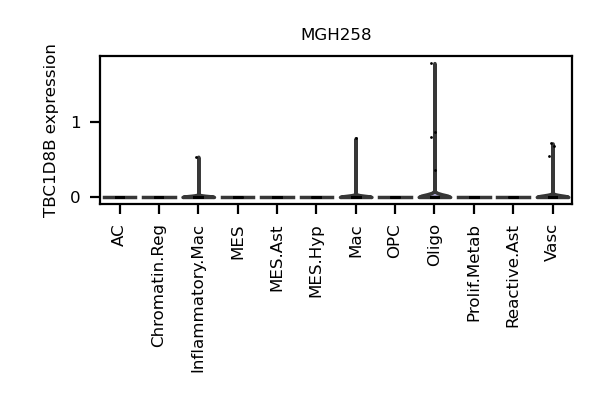 MGH258
TBC1D8B expression
1
0
AC
Chromatin.Reg
Inflammatory.Mac
MES
MES.Ast
MES.Hyp
Mac
OPC
Oligo
Prolif.Metab
Reactive.Ast
Vasc